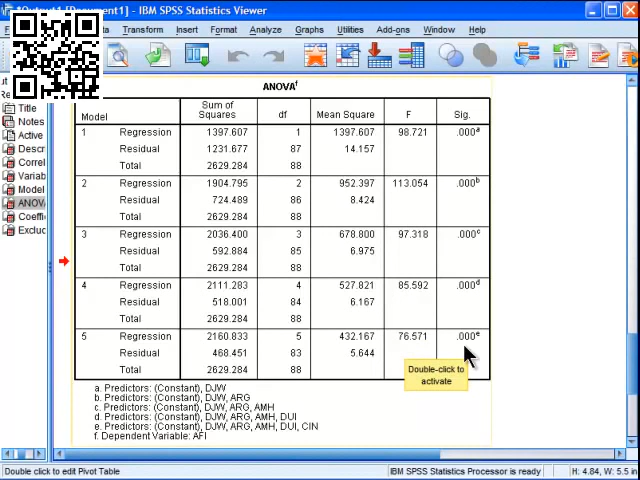 *Output1 [Document1] - IBM SPSS Statistics Viewer
Transform Insert Format Analyze Graphs Utilities Add-ons Window Help
Title
Notes
Active
Descr
Correl
Variab
Model
ANOVA
Coeffi
Exclud
ANOVAf
Model Sum of Squares df Mean Square F Sig.
1 Regression 1397.607 1 1397.607 98.721 .000a
Residual 1231.677 87 14.157
Total 2629.284 88
2 Regression 1904.795 2 952.397 113.054 .000b
Residual 724.489 86 8.424
Total 2629.284 88
3 Regression 2036.400 3 678.800 97.318 .000c
Residual 592.884 85 6.975
Total 2629.284 88
4 Regression 2111.283 4 527.821 85.592 .000d
Residual 518.001 84 6.167
Total 2629.284 88
5 Regression 2160.833 5 432.167 76.571 .000e
Residual 468.451 83 5.644
Total 2629.284 88
Double-click to
activate
a. Predictors: (Constant), DJW
b. Predictors: (Constant), DJW, ARG
c. Predictors: (Constant), DJW, ARG, AMH
d. Predictors: (Constant), DJW, ARG, AMH, DUI
e. Predictors: (Constant), DJW, ARG, AMH, DUI, CIN
f. Dependent Variable: AFI
Double click to edit Pivot Table IBM SPSS Statistics Processor is ready H: 4.84, W: 5.5 in